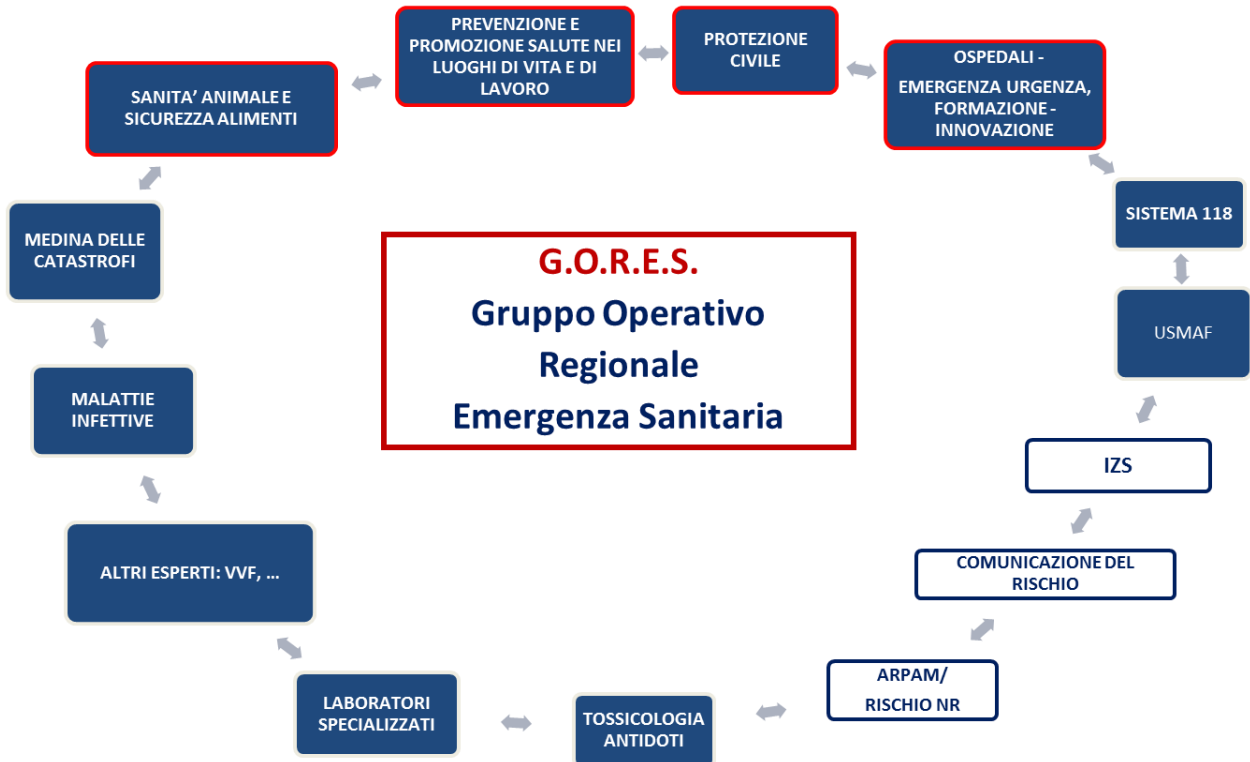 PREVENZIONE E
PROMOZIONE SALUTE NEI
LUOGHI DI VITA E DI
LAVORO
PROTEZIONE
CIVILE
OSPEDALI -
EMERGENZA URGENZA,
FORMAZIONE -
INNOVAZIONE
SISTEMA 118
USMAF
IZS
COMUNICAZIONE DEL
RISCHIO
ARPAM/
RISCHIO NR
TOSSICOLOGIA
ANTIDOTI
LABORATORI
SPECIALIZZATI
ALTRI ESPERTI: VVF, ...
MALATTIE
INFETTIVE
MEDINA DELLE
CATASTROFI
SANITA’ ANIMALE E
SICUREZZA ALIMENTI
G.O.R.E.S.
Gruppo Operativo
Regionale
Emergenza Sanitaria